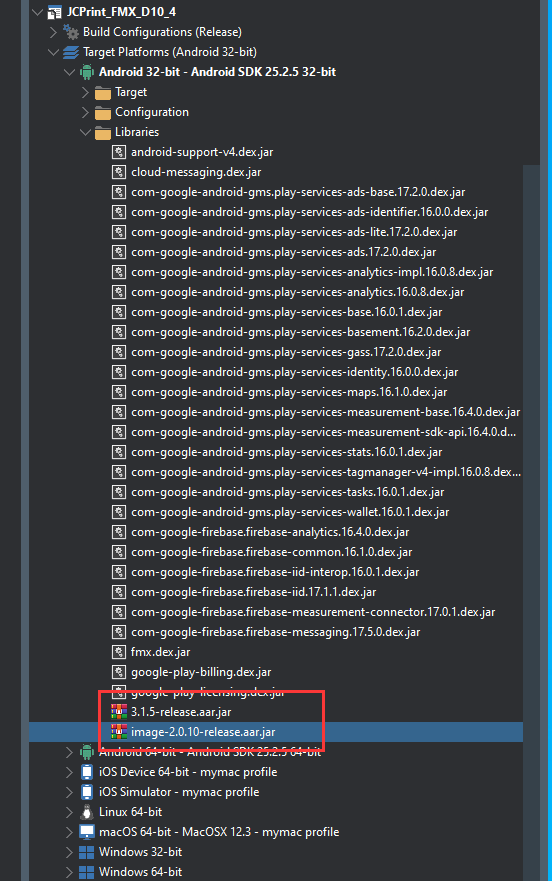 JCPrint_FMX_D10_4
Build Configurations (Release)
Target Platforms (Android 32-bit)
Android 32-bit - Android SDK 25.2.5 32-bit
Target
Configuration
Libraries
android-support-v4.dex.jar
cloud-messaging.dex.jar
com-google-android-gms.play-services-ads-base.17.2.0.dex.jar
com-google-android-gms.play-services-ads-identifier.16.0.0.dex.jar
com-google-android-gms.play-services-ads-lite.17.2.0.dex.jar
com-google-android-gms.play-services-ads.17.2.0.dex.jar
com-google-android-gms.play-services-analytics-impl.16.0.8.dex.jar
com-google-android-gms.play-services-analytics.16.0.8.dex.jar
com-google-android-gms.play-services-base.16.0.1.dex.jar
com-google-android-gms.play-services-basement.16.2.0.dex.jar
com-google-android-gms.play-services-gass.17.2.0.dex.jar
com-google-android-gms.play-services-identity.16.0.0.dex.jar
com-google-android-gms.play-services-maps.16.1.0.dex.jar
com-google-android-gms.play-services-measurement-base.16.4.0.dex.jar
com-google-android-gms.play-services-measurement-sdk-api.16.4.0.d...
com-google-android-gms.play-services-stats.16.0.1.dex.jar
com-google-android-gms.play-services-tagmanager-v4-impl.16.0.8.dex...
com-google-android-gms.play-services-tasks.16.0.1.dex.jar
com-google-android-gms.play-services-wallet.16.0.1.dex.jar
com-google-firebase.firebase-analytics.16.4.0.dex.jar
com-google-firebase.firebase-common.16.1.0.dex.jar
com-google-firebase.firebase-iid-interop.16.0.1.dex.jar
com-google-firebase.firebase-iid.17.1.1.dex.jar
com-google-firebase.firebase-measurement-connector.17.0.1.dex.jar
com-google-firebase.firebase-messaging.17.5.0.dex.jar
fmx.dex.jar
google-play-billing.dex.jar
google-play-licensing.dex.jar
3.1.5-release.aar.jar
image-2.0.10-release.aar.jar
Android 64-bit - Android SDK 25.2.5 64-bit
iOS Device 64-bit - mymac profile
iOS Simulator - mymac profile
Linux 64-bit
macOS 64-bit - MacOSX 12.3 - mymac profile
Windows 32-bit
Windows 64-bit